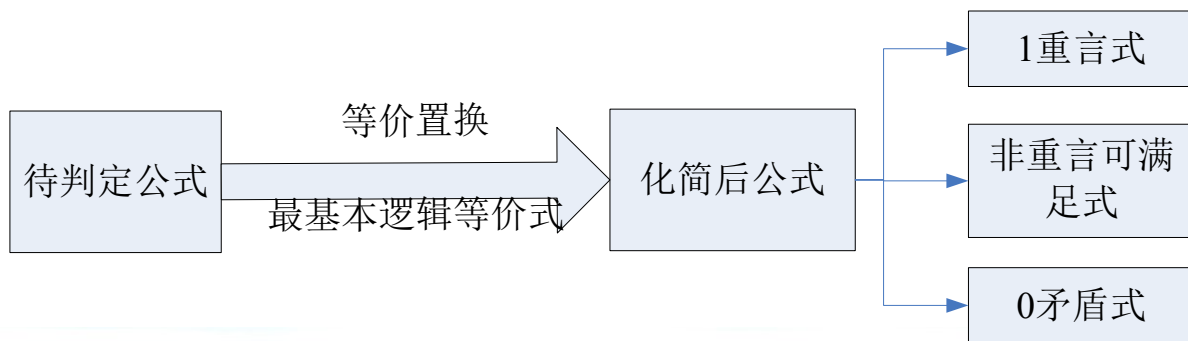 待判定公式
等价置换
最基本逻辑等价式
化简后公式
1重言式
非重言可满
足式
0矛盾式